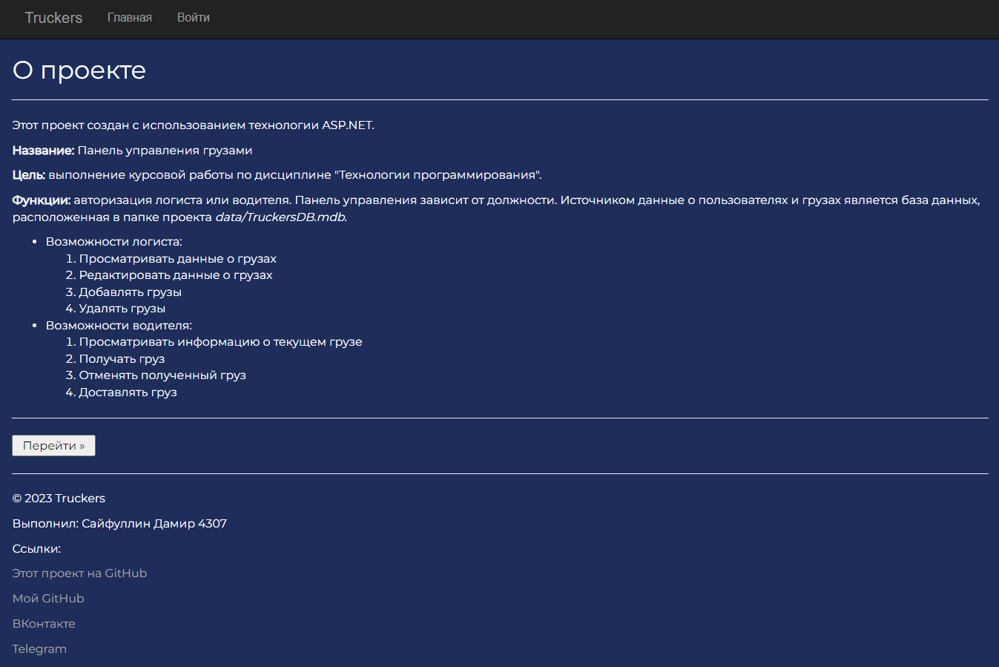 Truckers Главная Войти
О проекте
Этот проект создан с использованием технологии ASP.NET.
Название: Панель управления грузами
Цель: выполнение курсовой работы по дисциплине "Технологии программирования".
Функции: авторизация логиста или водителя. Панель управления зависит от должности. Источником данные о пользователях и грузах является база данных,
расположенная в папке проекта data/TruckersDB.mdb.
• Возможности логиста:
1. Просматривать данные о грузах
2. Редактировать данные о грузах
3. Добавлять грузы
4. Удалять грузы
• Возможности водителя:
1. Просматривать информацию о текущем грузе
2. Получать груз
3. Отменять полученный груз
4. Доставлять груз
Перейти »
© 2023 Truckers
Выполнил: Сайфуллин Дамир 4307
Ссылки:
Этот проект на GitHub
Мой GitHub
ВКонтакте
Telegram